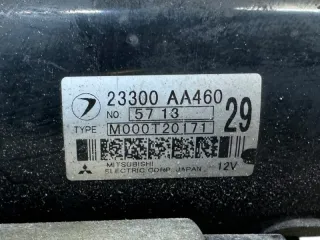 23300 AA460
NO 5713
TYPE M000T20171 29
MITSUBISHI
ELECTRIC CORP. JAPAN 12V